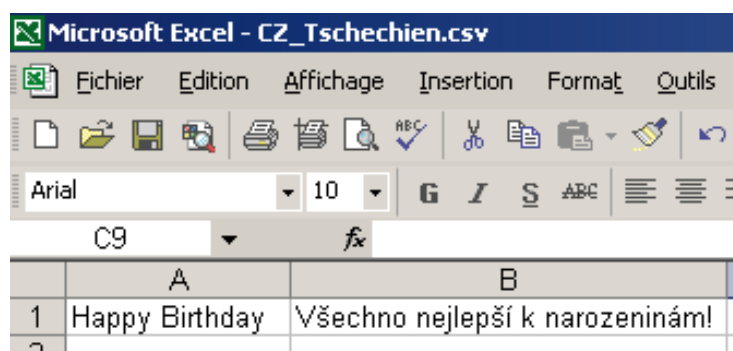 Microsoft Excel - CZ_Tschechien.csv
Fichier Edition Affichage Insertion Format Outils
ABC
Arial 10 G I S ABC
C9 fx
A B
1 Happy Birthday Všechno nejlepší k narozeninám!